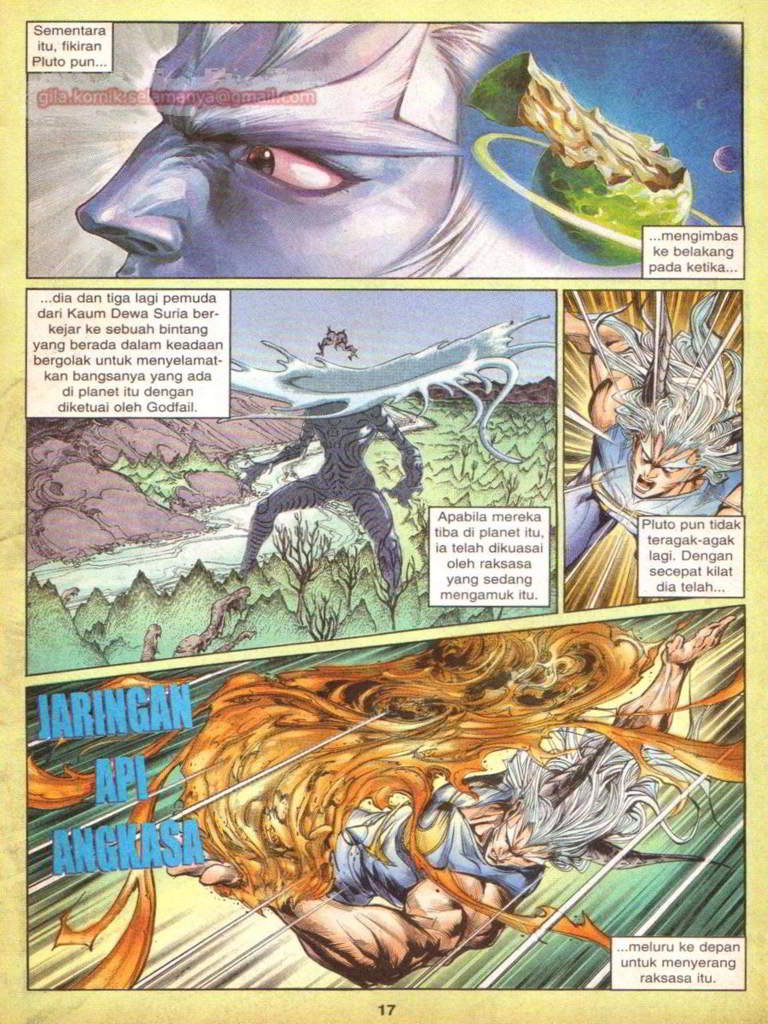 Sementara
itu, fikiran
Pluto pun...
gila.komik.selamanya@gmail.com
...mengimbas
ke belakang
pada ketika...
...dia dan tiga lagi pemuda
dari Kaum Dewa Suria ber-
kejar ke sebuah bintang
yang berada dalam keadaan
bergolak untuk menyelamat-
kan bangsanya yang ada
di planet itu dengan
diketuai oleh Godfail.
Apabila mereka
tiba di planet itu,
ia telah dikuasai
oleh raksasa
yang sedang
mengamuk itu.
Pluto pun tidak
teragak-agak
lagi. Dengan
secepat kilat
dia telah...
JARINGAN
API
ANGKASA
...meluru ke depan
untuk menyerang
raksasa itu.
17